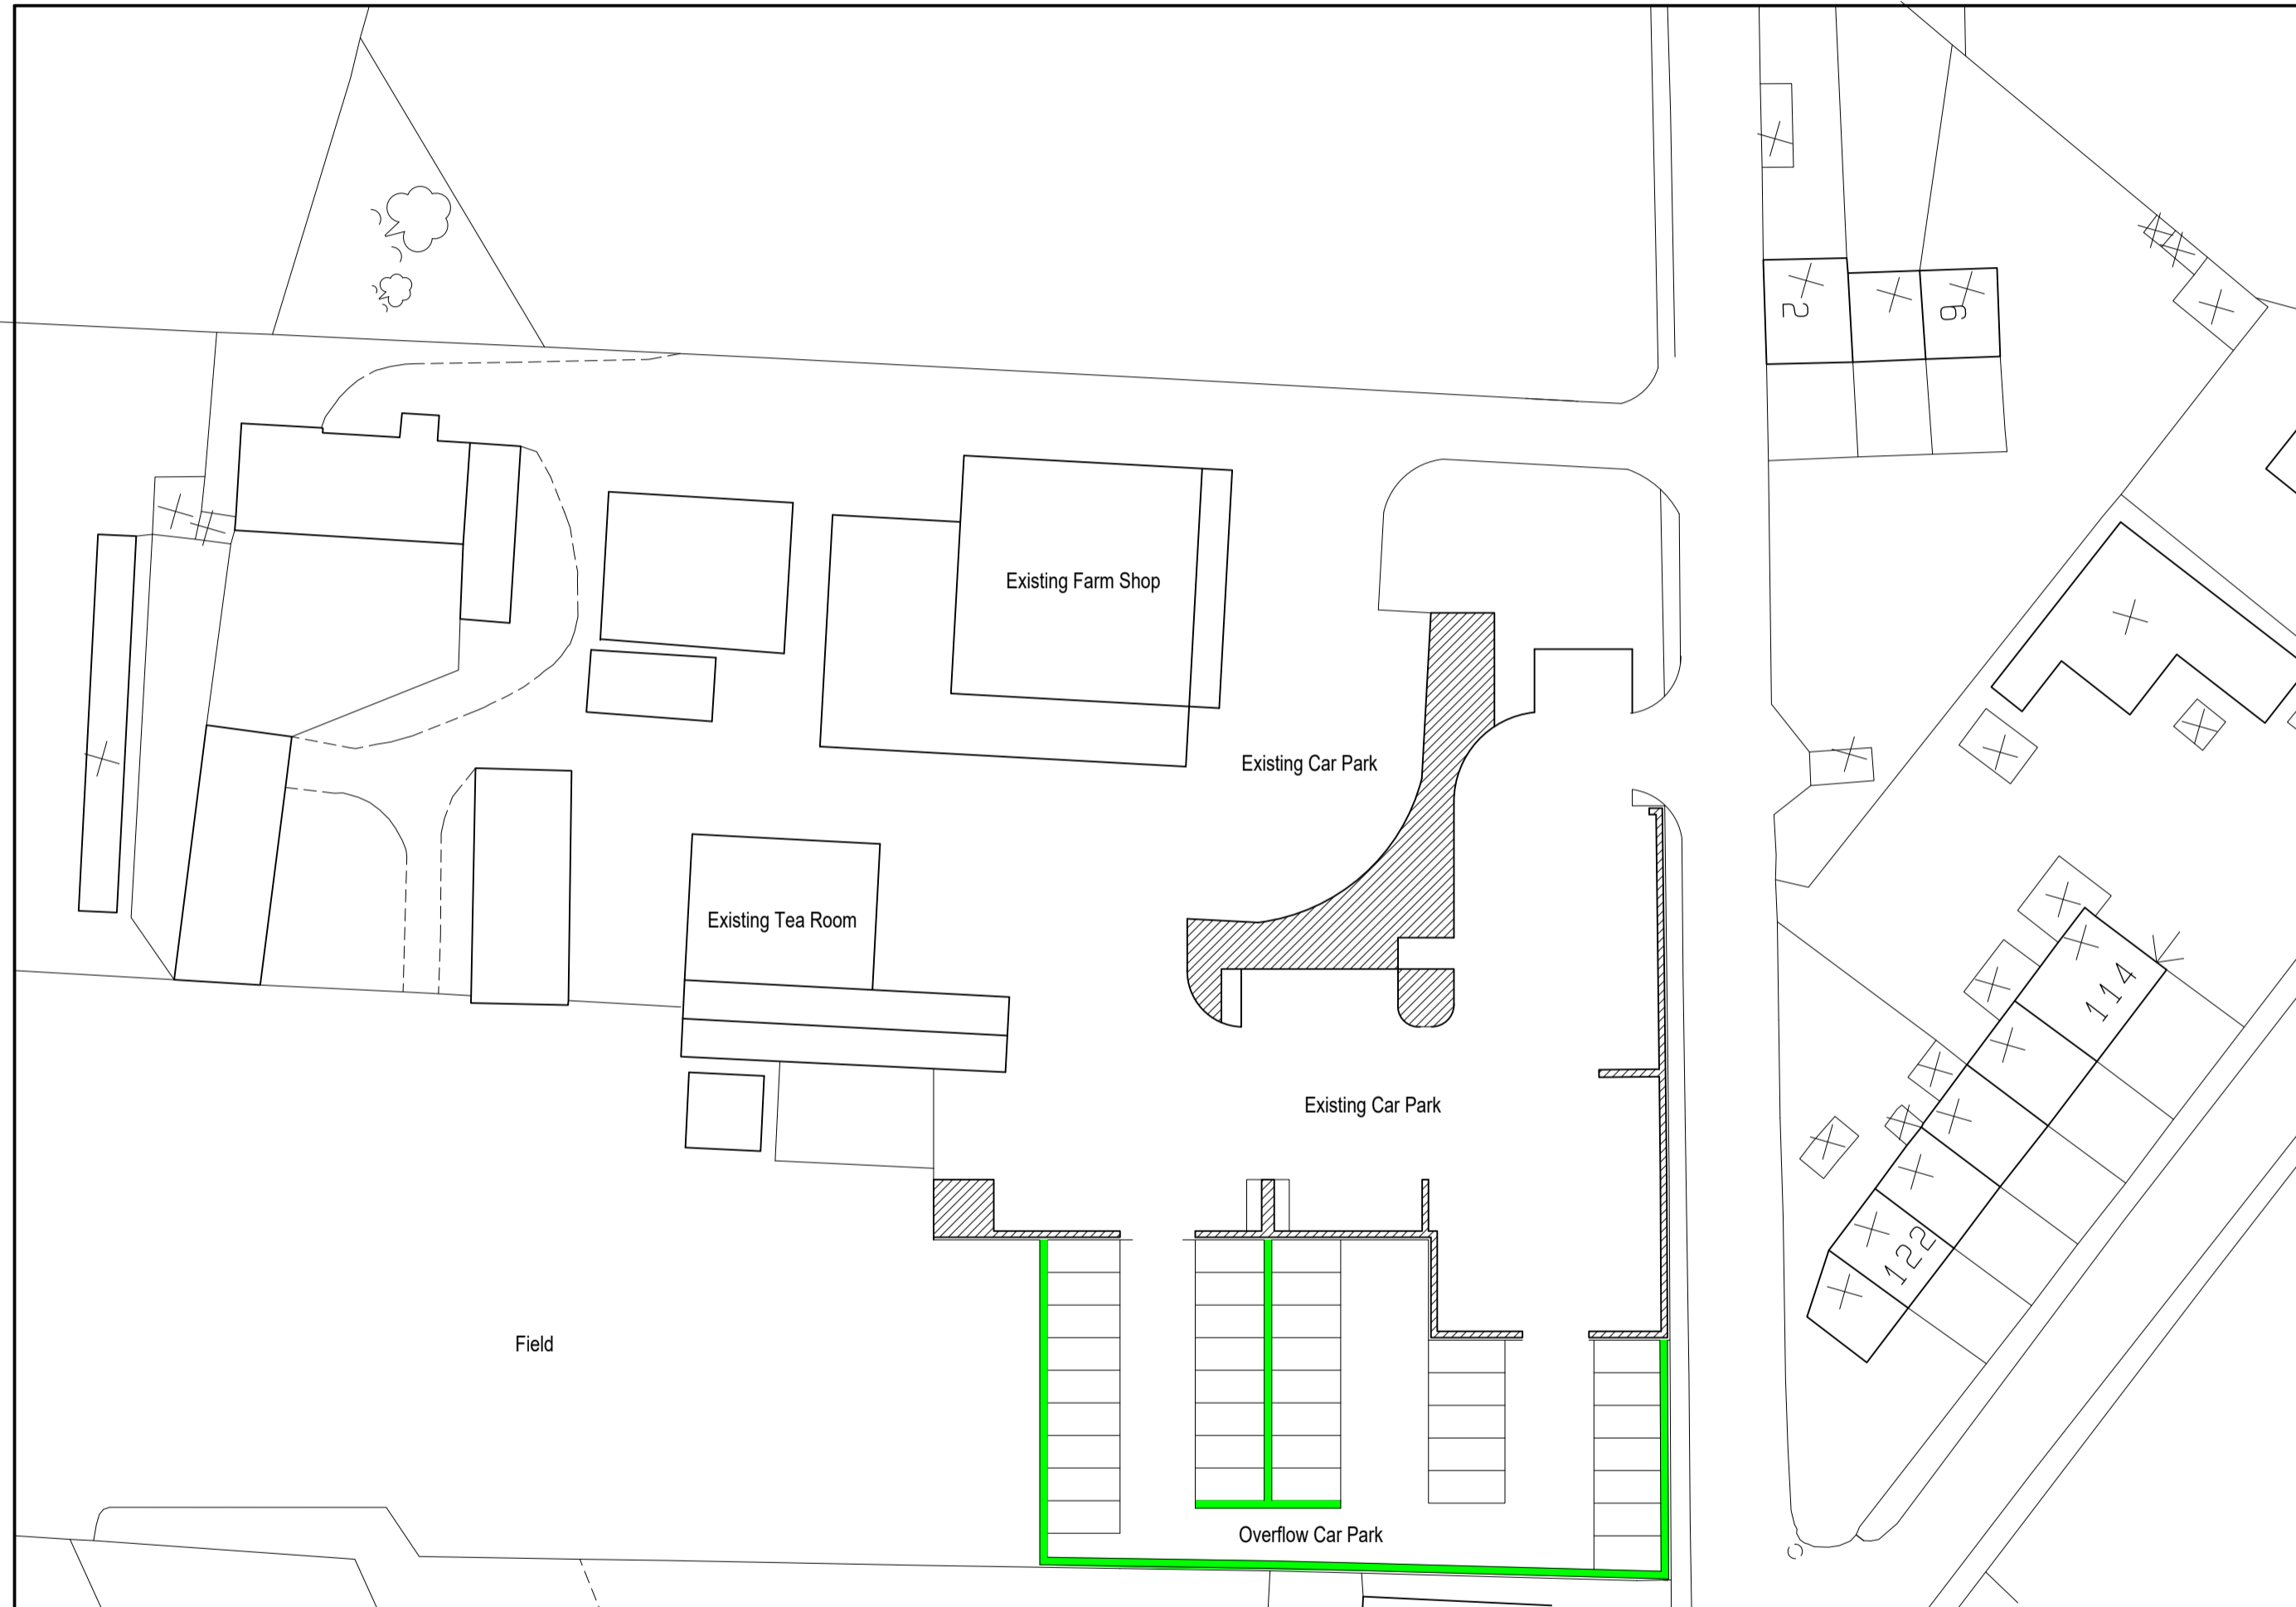 2
6
Existing Farm Shop
Existing Car Park
Existing Tea Room
114
Existing Car Park
122
Field
Overflow Car Park